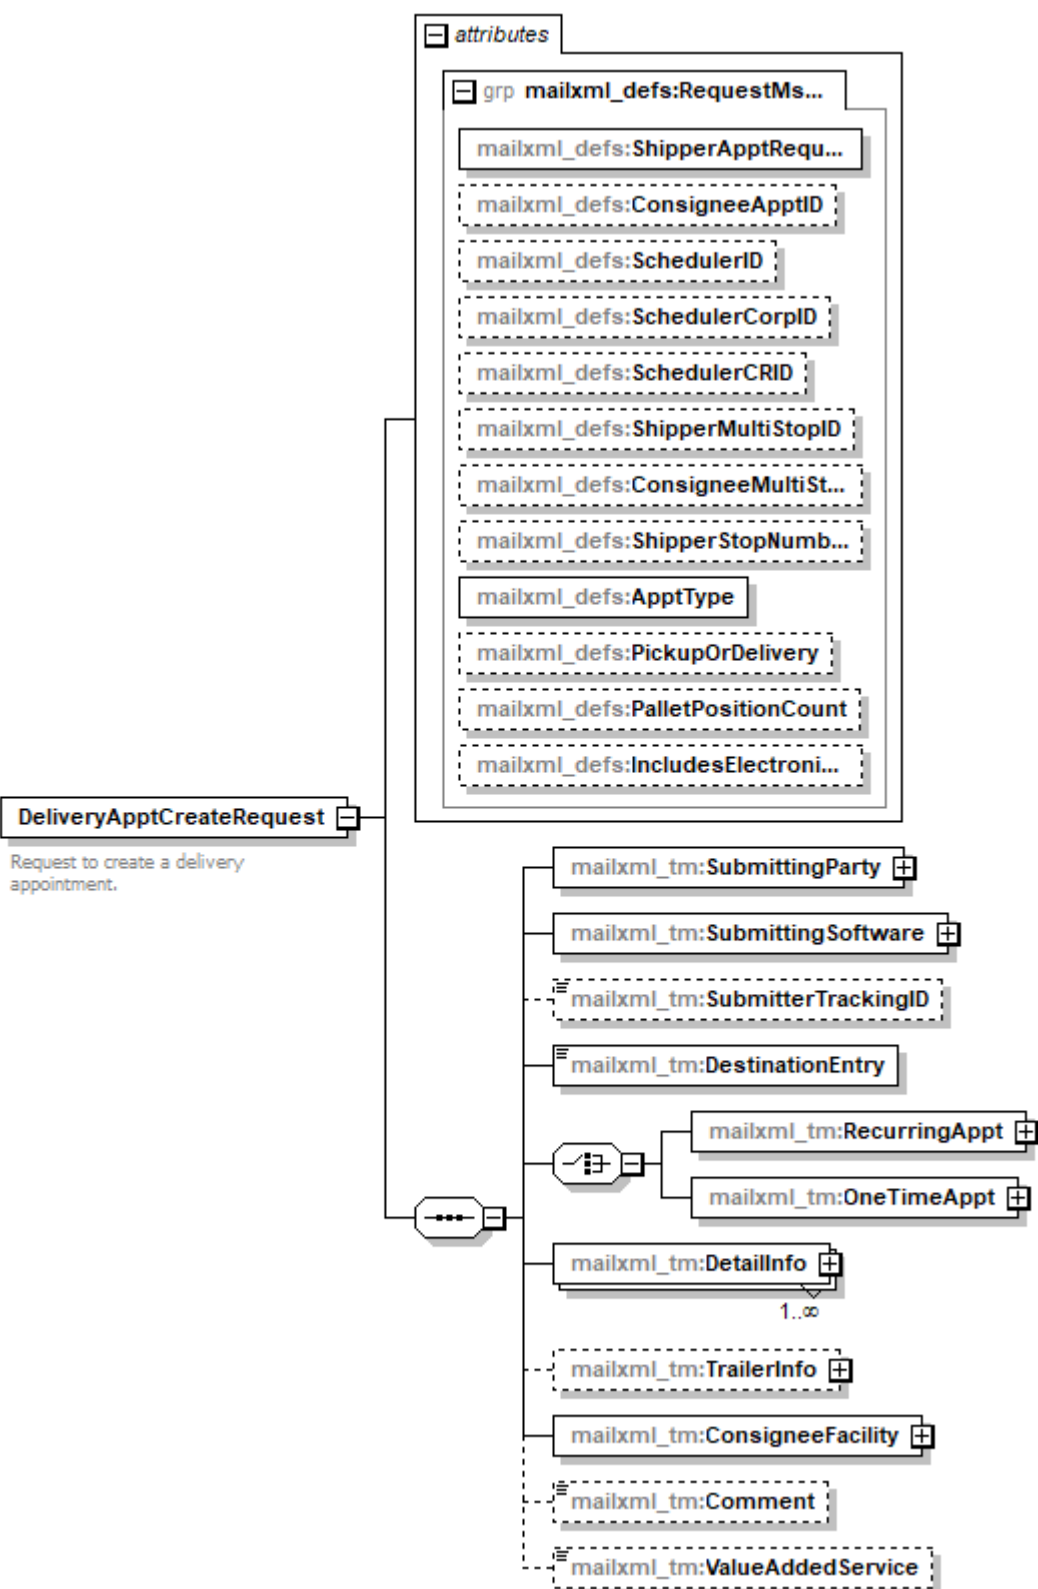 attributes
grp mailxml_defs:RequestMs...
mailxml_defs:ShipperApptRequ...
mailxml_defs:ConsigneeApptID
mailxml_defs:SchedulerID
mailxml_defs:SchedulerCorpID
mailxml_defs:SchedulerCRID
mailxml_defs:ShipperMultiStopID
mailxml_defs:ConsigneeMultiSt...
mailxml_defs:ShipperStopNumb...
mailxml_defs:ApptType
mailxml_defs:PickupOrDelivery
mailxml_defs:PalletPositionCount
mailxml_defs:IncludesElectroni...
DeliveryApptCreateRequest
Request to create a delivery
appointment.
mailxml_tm:SubmittingParty
mailxml_tm:SubmittingSoftware
mailxml_tm:SubmitterTrackingID
mailxml_tm:DestinationEntry
mailxml_tm:RecurringAppt
mailxml_tm:OneTimeAppt
mailxml_tm:DetailInfo
1..∞
mailxml_tm:TrailerInfo
mailxml_tm:ConsigneeFacility
mailxml_tm:Comment
mailxml_tm:ValueAddedService